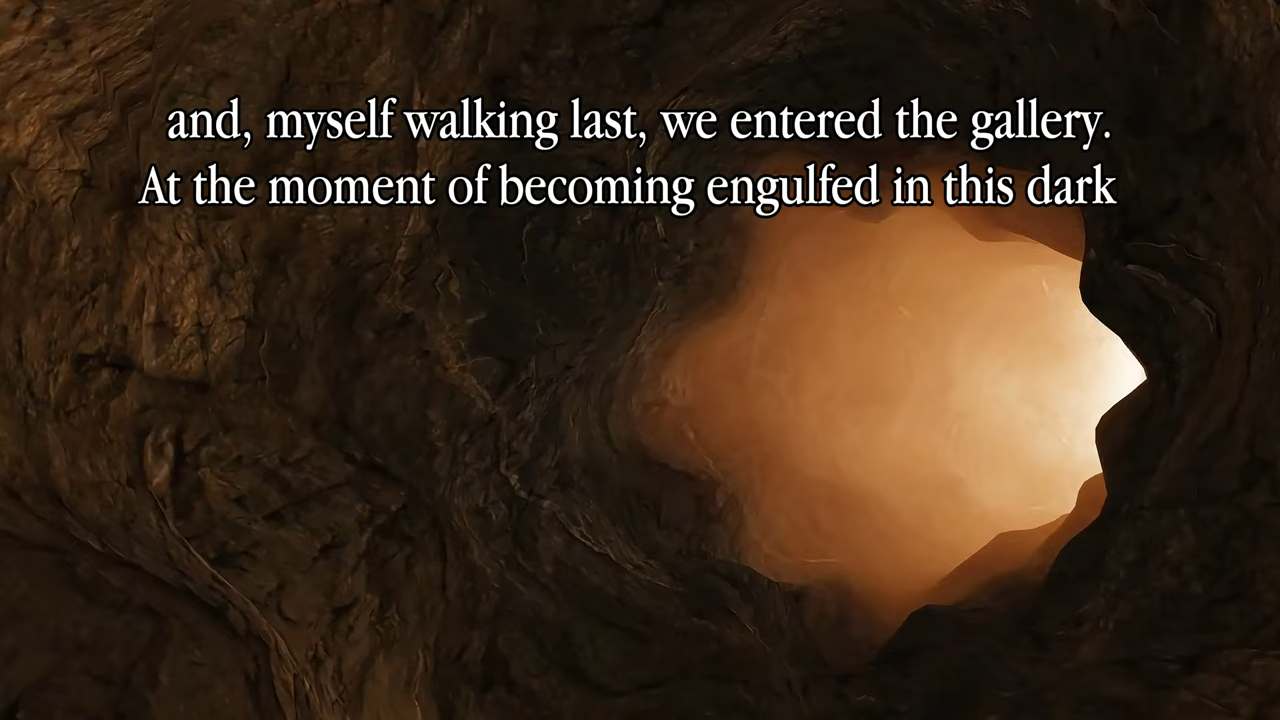 and, myself walking last, we entered the gallery.
At the moment of becoming engulfed in this dark